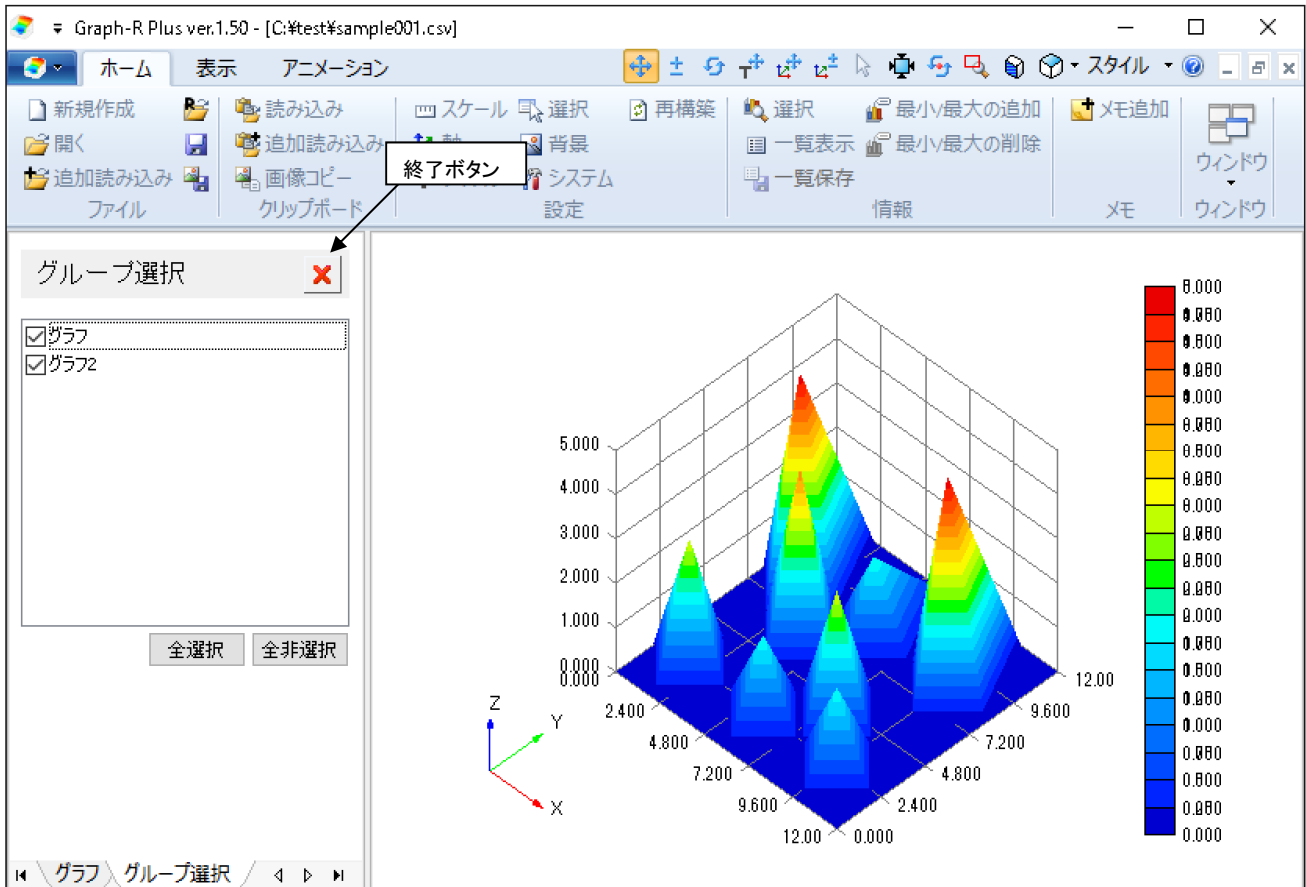 Graph-R Plus ver.1.50 - [C:¥test¥sample001.csv]
ホーム 表示 アニメーション スタイル
新規作成 読み込み スケール 選択 再構築 選択 最小/最大の追加 メモ追加
開く 追加読み込み 背景 一覧表示 最小/最大の削除
追加読み込み 画像コピー システム 一覧保存 ウィンドウ
ファイル クリップボード 設定 情報 メモ ウィンドウ
終了ボタン
グループ選択
グラフ
グラフ2
全選択 全非選択
グラフ グループ選択
5.000
4.000
3.000
2.000
1.000
0.000
0.000
2.400
4.800
7.200
9.600
12.00
0.000
2.400
4.800
7.200
9.600
12.00
Z
Y
X
0.000